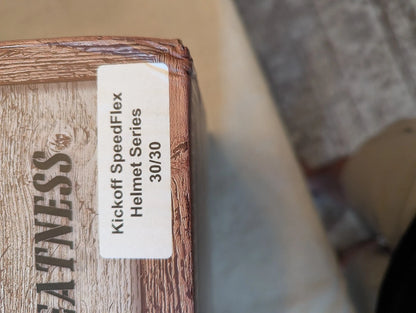 Kickoff SpeedFlex
Helmet Series
30/30
EATNESS